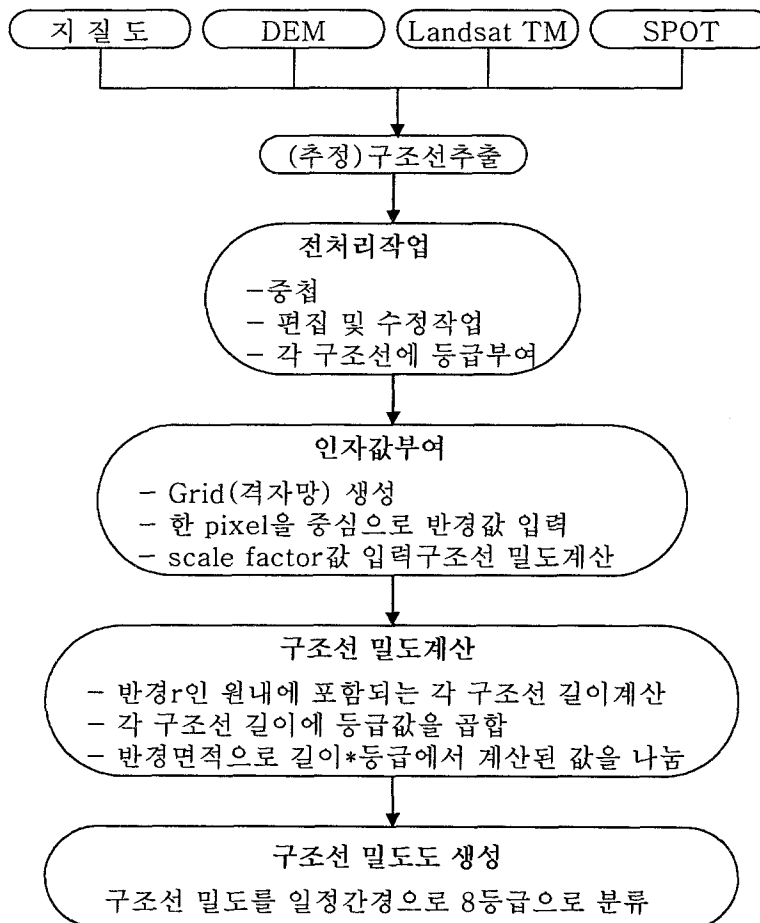 지 질 도
DEM
Landsat TM
SPOT
(추정)구조선추출
전처리작업
-중첩
- 편집 및 수정작업
- 각 구조선에 등급부여
인자값부여
- Grid(격자망) 생성
- 한 pixel을 중심으로 반경값 입력
- scale factor값 입력구조선 밀도계산
구조선 밀도계산
- 반경r인 원내에 포함되는 각 구조선 길이계산
- 각 구조선 길이에 등급값을 곱합
- 반경면적으로 길이*등급에서 계산된 값을 나눔
구조선 밀도도 생성
구조선 밀도를 일정간경으로 8등급으로 분류